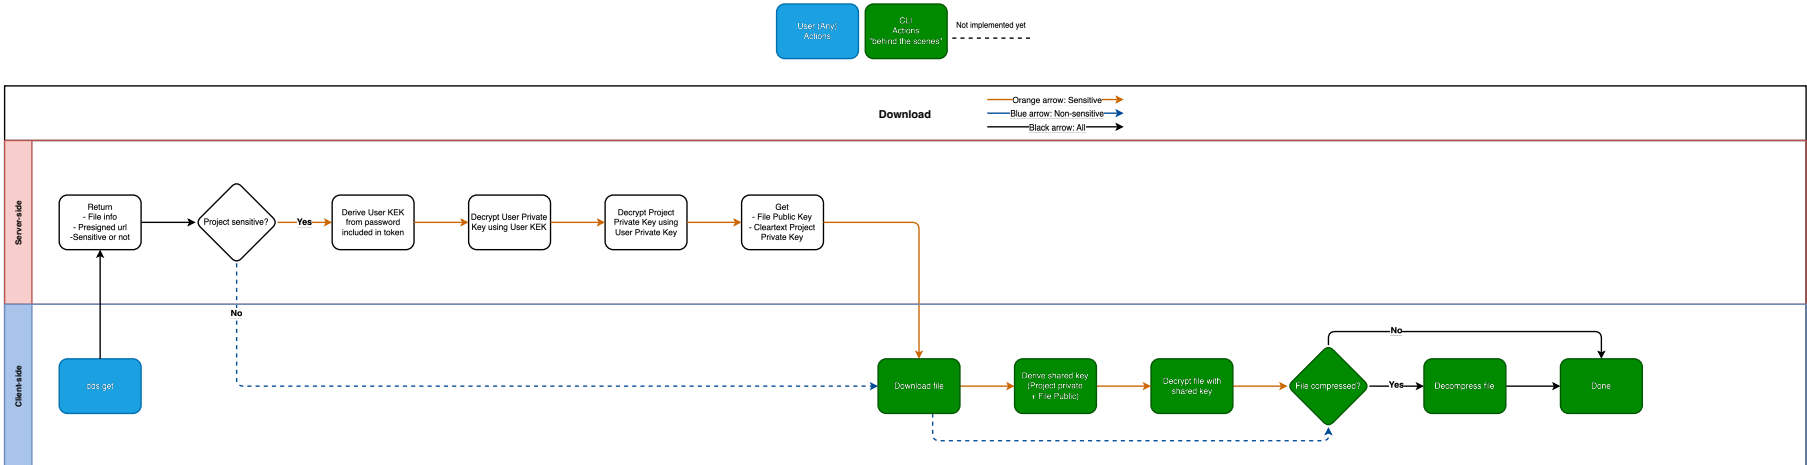 User (Any)
Actions
CLI
Actions
"behind the scenes"
Not implemented yet
Download
Orange arrow: Sensitive
Blue arrow: Non-sensitive
Black arrow: All
Server-side
Return
- File info
- Presigned url
-Sensitive or not
Project sensitive?
Yes
Derive User KEK
from password
included in token
Decrypt User Private
Key using User KEK
Decrypt Project
Private Key using
User Private Key
Get
- File Public Key
- Cleartext Project
Private Key
No
Client-side
dds get
Download file
Derive shared key
(Project private
+ File Public)
Decrypt file with
shared key
File compressed?
No
Yes
Decompress file
Done